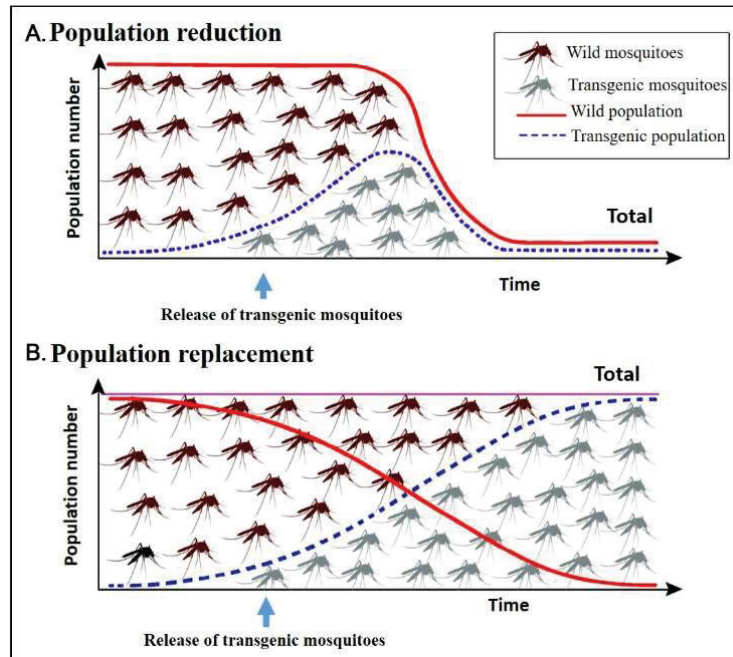 A. Population reduction
Wild mosquitoes
Transgenic mosquitoes
Wild population
Transgenic population
Population number
Total
Time
Release of transgenic mosquitoes
B. Population replacement
Total
Population number
Time
Release of transgenic mosquitoes